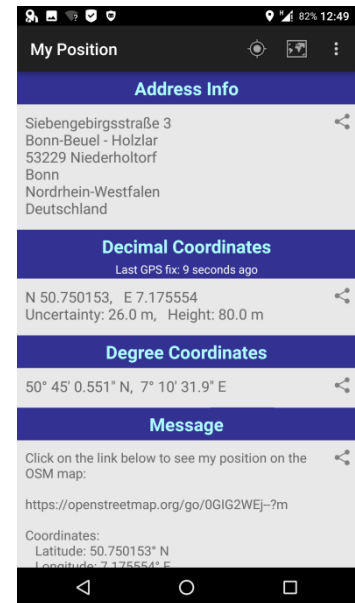 82% 12:49
My Position
Address Info
Siebengebirgsstraße 3
Bonn-Beuel - Holzlar
53229 Niederholtorf
Bonn
Nordrhein-Westfalen
Deutschland
Decimal Coordinates
Last GPS fix: 9 seconds ago
N 50.750153,   E 7.175554
Uncertainty: 26.0 m,   Height: 80.0 m
Degree Coordinates
50° 45' 0.551" N,  7° 10' 31.9" E
Message
Click on the link below to see my position on the
OSM map:
https://openstreetmap.org/go/0GIG2WEj--?m
Coordinates:
Latitude: 50.750153° N
Longitude: 7.175554° E